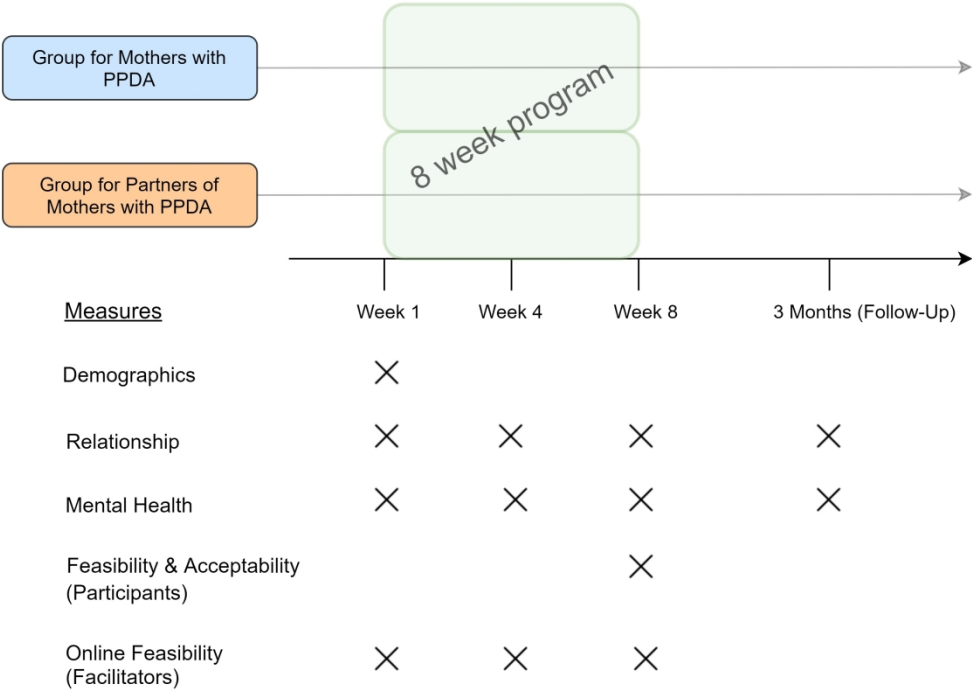 Group for Mothers with
PPDA
8 week program
Group for Partners of
Mothers with PPDA
Measures
Week 1
Week 4
Week 8
3 Months (Follow-Up)
Demographics
Relationship
Mental Health
Feasibility & Acceptability
(Participants)
Online Feasibility
(Facilitators)